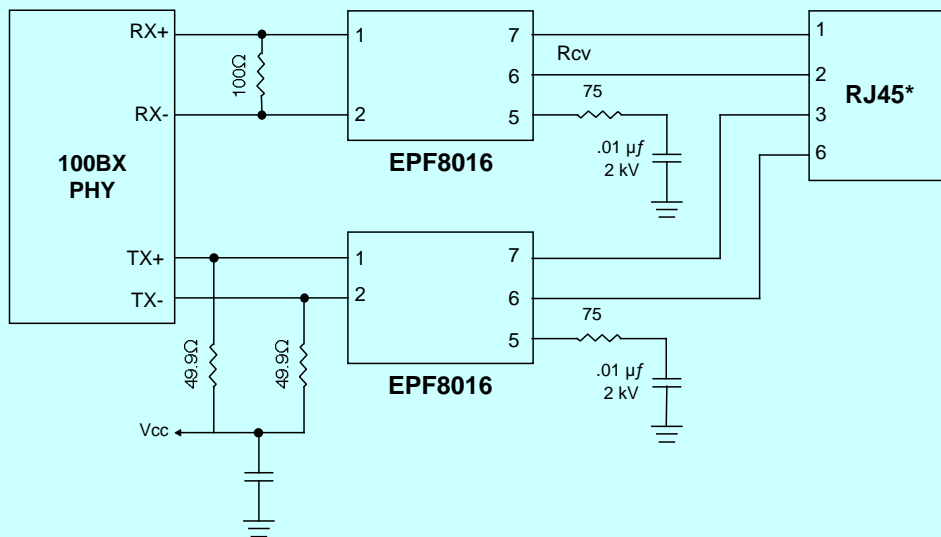 RX+
100Ω
RX-
100BX
PHY
TX+
TX-
1
2
7
6
5
EPF8016
Rcv
75
.01 µƒ
2 kV
1
2
3
6
RJ45*
1
2
7
6
5
EPF8016
75
.01 µƒ
2 kV
49.9Ω
49.9Ω
Vcc